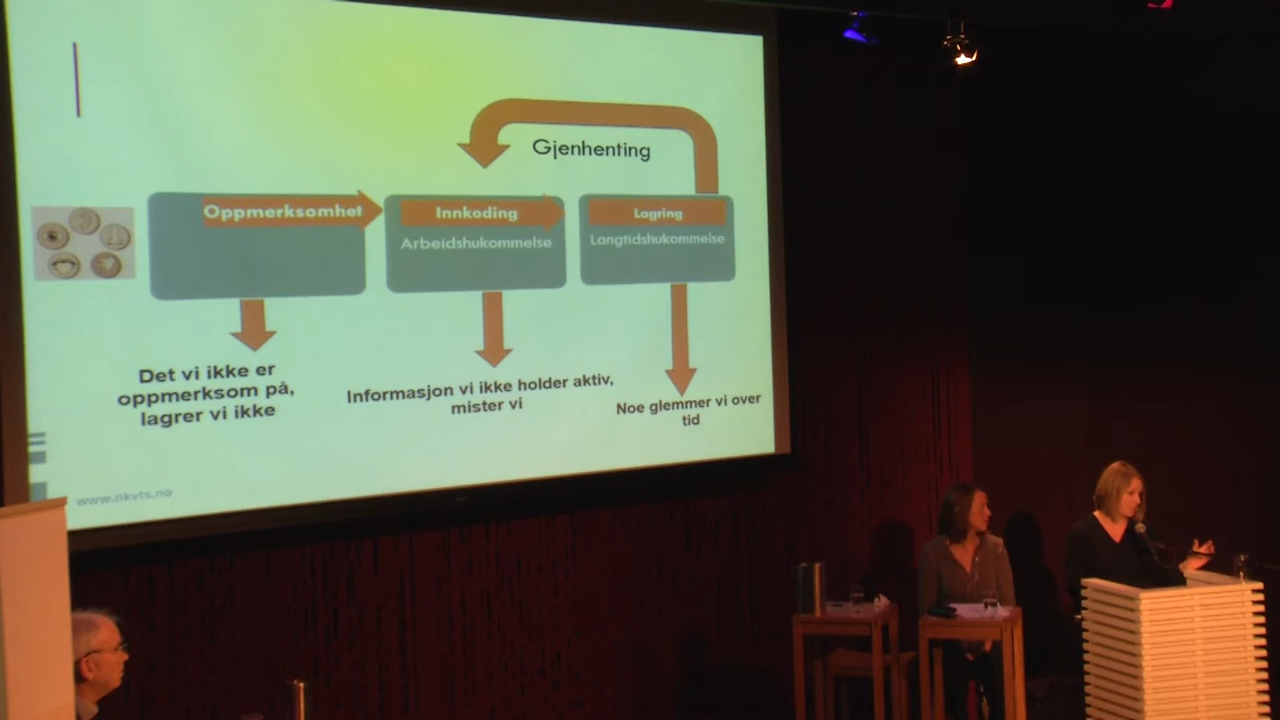 Gjenhenting
Oppmerksomhet
Innkoding
Arbeidshukommelse
Lagring
Langtidshukommelse
Det vi ikke er
oppmerksom på,
lagrer vi ikke
Informasjon vi ikke holder aktiv,
mister vi
Noe glemmer vi over
tid
www.nkvts.no